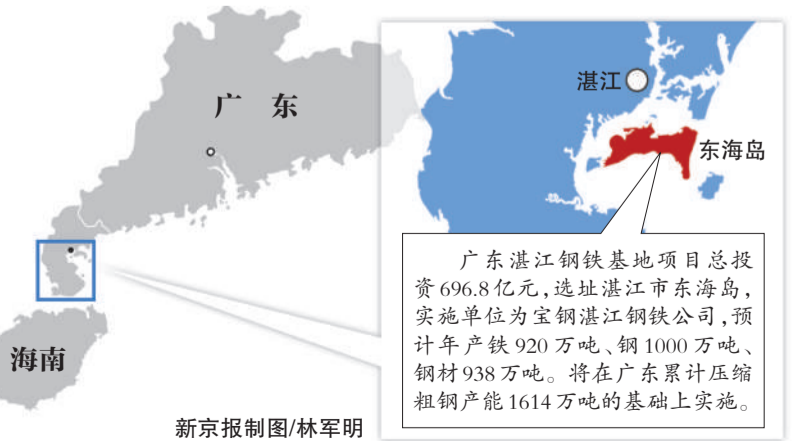 广 东
湛江
东海岛
海南
广东湛江钢铁基地项目总投
资696.8亿元,选址湛江市东海岛,
实施单位为宝钢湛江钢铁公司,预
计年产铁920万吨、钢1000万吨、
钢材938万吨。将在广东累计压缩
粗钢产能1614万吨的基础上实施。
新京报制图/林军明